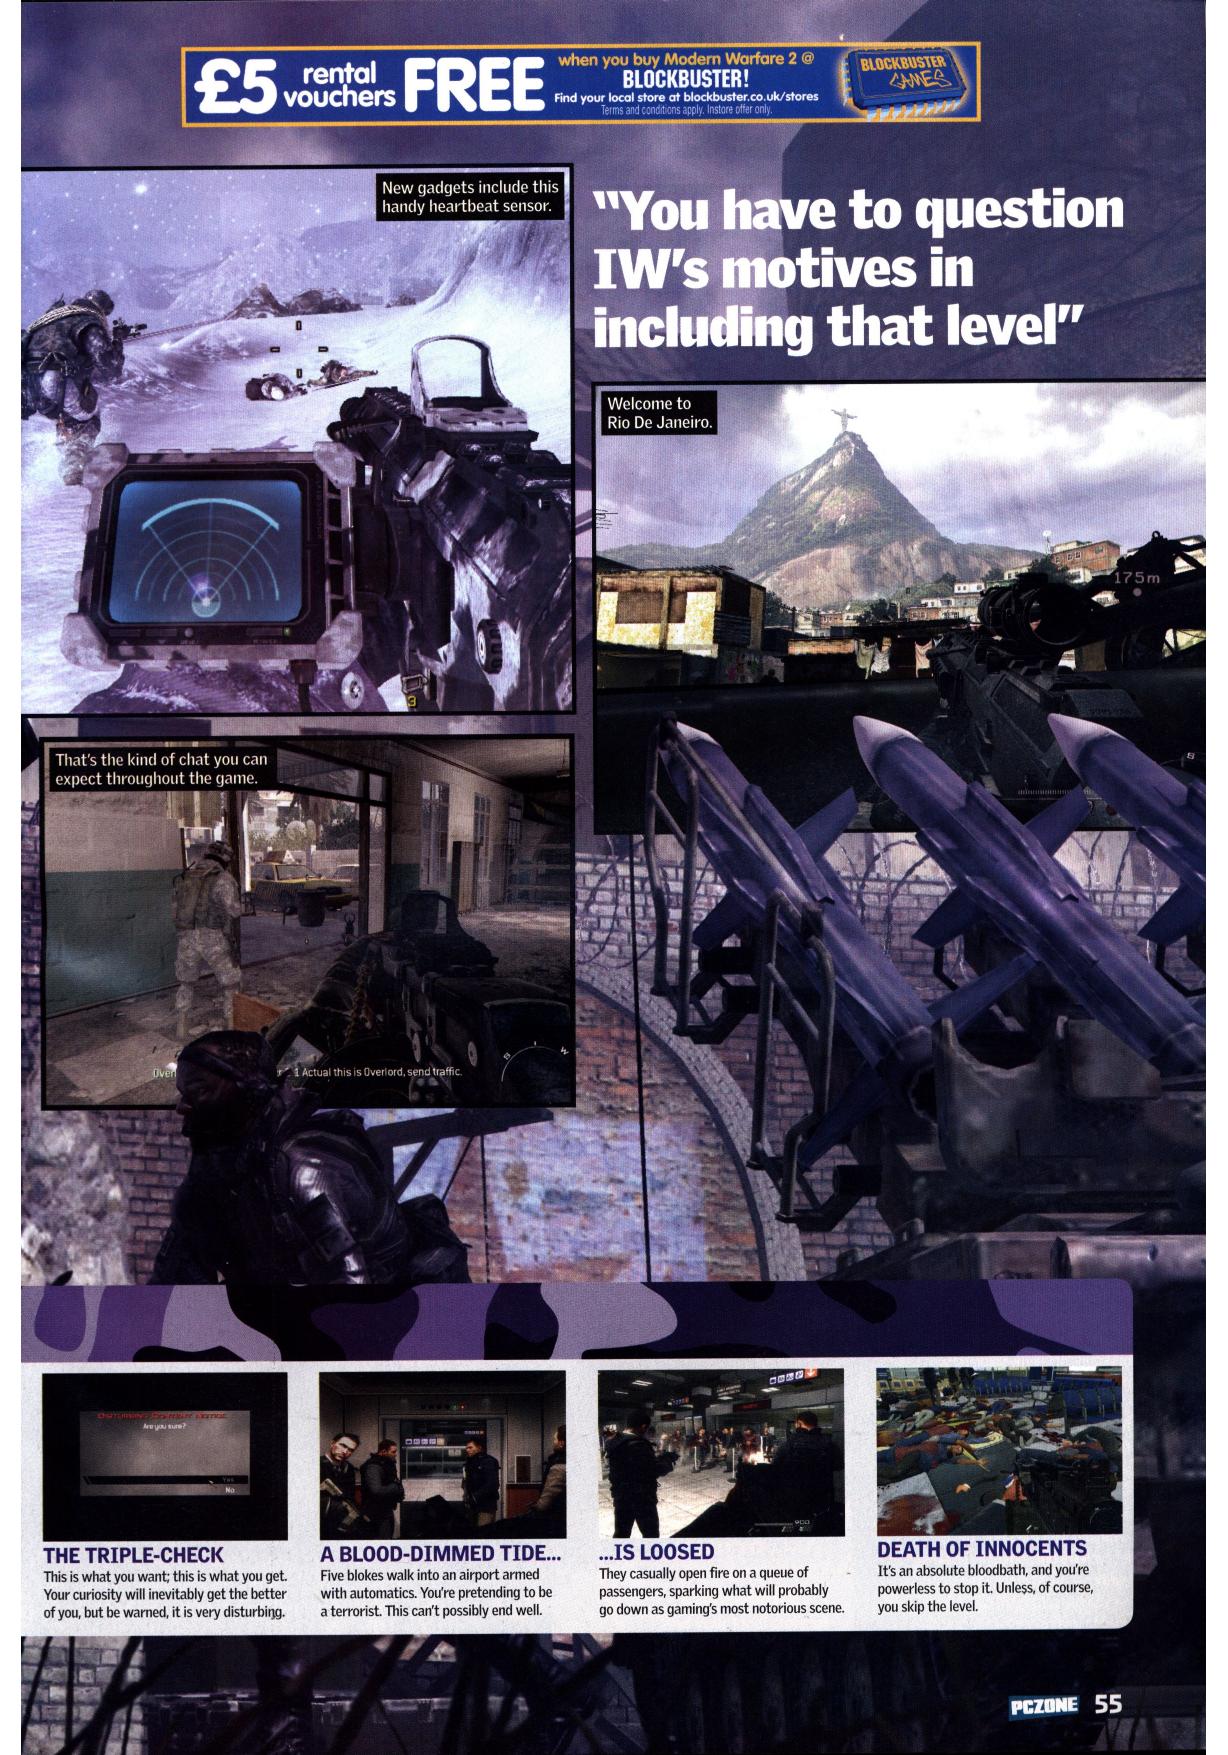 £5 rental vouchers FREE
when you buy Modern Warfare 2 @
BLOCKBUSTER!
Find your local store at blockbuster.co.uk/stores
Terms and conditions apply. Instore offer only.
BLOCKBUSTER
GAMES
New gadgets include this
handy heartbeat sensor.
3
"You have to question
IW's motives in
including that level"
Welcome to
Rio De Janeiro.
175m
That's the kind of chat you can
expect throughout the game.
1 Actual this is Overlord, send traffic.
DISTURBING CONTENT NOTICE
Are you sure?
Yes
No
THE TRIPLE-CHECK
This is what you want; this is what you get.
Your curiosity will inevitably get the better
of you, but be warned, it is very disturbing.
A BLOOD-DIMMED TIDE...
Five blokes walk into an airport armed
with automatics. You're pretending to be
a terrorist. This can't possibly end well.
...IS LOOSED
They casually open fire on a queue of
passengers, sparking what will probably
go down as gaming's most notorious scene.
DEATH OF INNOCENTS
It's an absolute bloodbath, and you're
powerless to stop it. Unless, of course,
you skip the level.
PCZONE 55